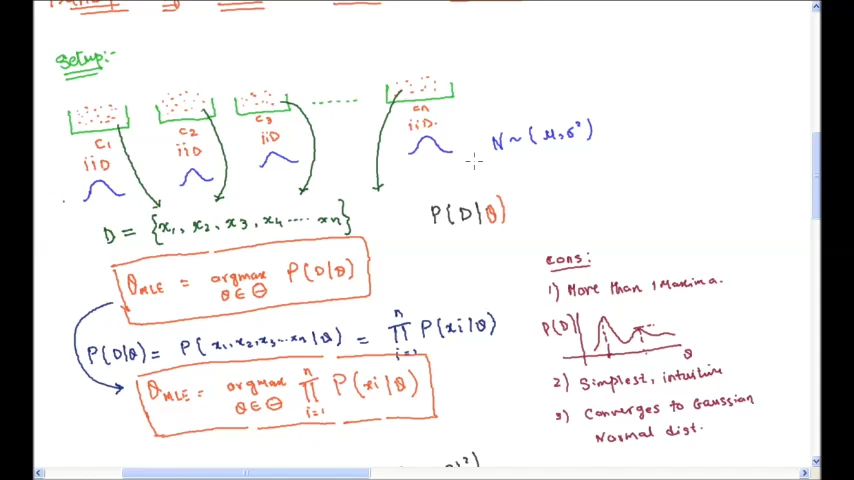 Setup:-
C1 C2 C3 ...... Cn
iiD iiD iiD iiD.
N ~ (μ, σ²)
D = {x1, x2, x3, x4 .... xn}
P(D|θ)
θMLE = argmax P(D|θ)
θ ∈ Θ
P(D|θ) = P(x1, x2, x3...xn|θ) = n ∏ i=1 P(xi|θ)
θMLE = argmax θ ∈ Θ n ∏ i=1 P(xi|θ)
cons:
1) More than 1 Maxima.
P(D)
θ
2) Simplest, intuitive
3) Converges to Gaussian
Normal dist.